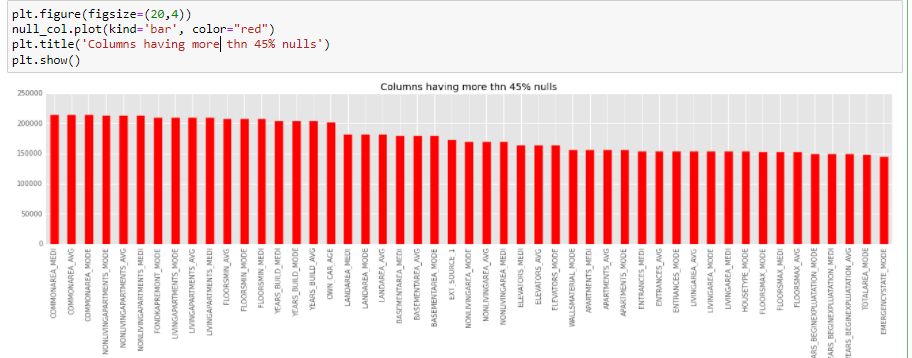 plt.figure(figsize=(20,4))
null_col.plot(kind='bar', color="red")
plt.title('Columns having more thn 45% nulls')
plt.show()
Columns having more thn 45% nulls
250000
200000
150000
100000
50000
0
COMMONAREA_MEDI
COMMONAREA_AVG
COMMONAREA_MODE
NONLIVINGAPARTMENTS_MODE
NONLIVINGAPARTMENTS_AVG
NONLIVINGAPARTMENTS_MEDI
FONDKAPREMONT_MODE
LIVINGAPARTMENTS_MODE
LIVINGAPARTMENTS_AVG
LIVINGAPARTMENTS_MEDI
FLOORSMIN_AVG
FLOORSMIN_MODE
FLOORSMIN_MEDI
YEARS_BUILD_MEDI
YEARS_BUILD_MODE
YEARS_BUILD_AVG
OWN_CAR_AGE
LANDAREA_MEDI
LANDAREA_MODE
LANDAREA_AVG
BASEMENTAREA_MEDI
BASEMENTAREA_AVG
BASEMENTAREA_MODE
EXT_SOURCE_1
NONLIVINGAREA_MODE
NONLIVINGAREA_AVG
NONLIVINGAREA_MEDI
ELEVATORS_MEDI
ELEVATORS_AVG
ELEVATORS_MODE
WALLSMATERIAL_MODE
APARTMENTS_MEDI
APARTMENTS_AVG
APARTMENTS_MODE
ENTRANCES_MEDI
ENTRANCES_AVG
ENTRANCES_MODE
LIVINGAREA_AVG
LIVINGAREA_MODE
LIVINGAREA_MEDI
HOUSETYPE_MODE
FLOORSMAX_MODE
FLOORSMAX_MEDI
FLOORSMAX_AVG
EARS_BEGINEXPLUATATION_MODE
EARS_BEGINEXPLUATATION_MEDI
YEARS_BEGINEXPLUATATION_AVG
TOTALAREA_MODE
EMERGENCYSTATE_MODE